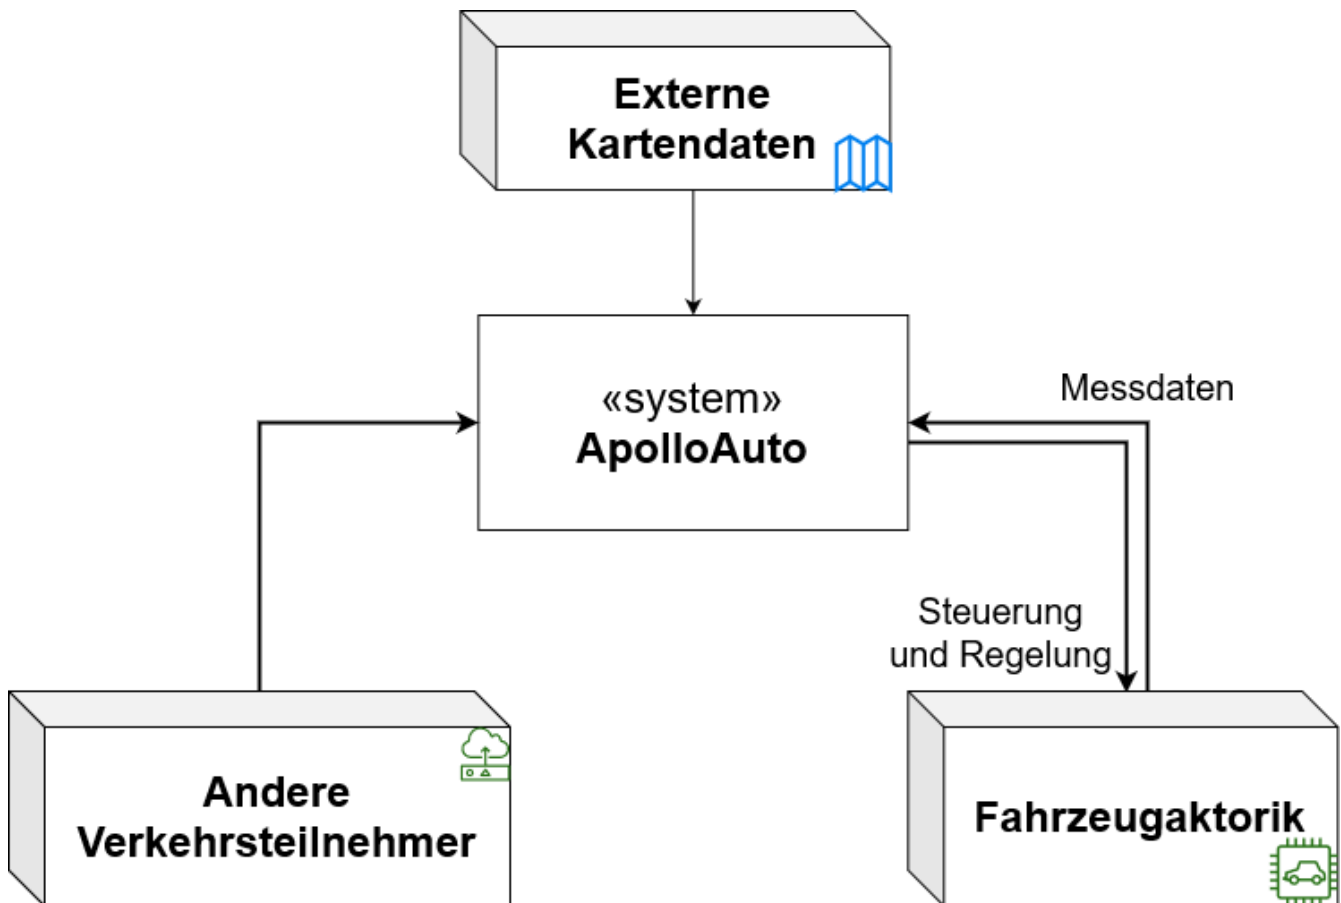 Externe
Kartendaten
«system»
ApolloAuto
Messdaten
Steuerung
und Regelung
Andere
Verkehrsteilnehmer
Fahrzeugaktorik